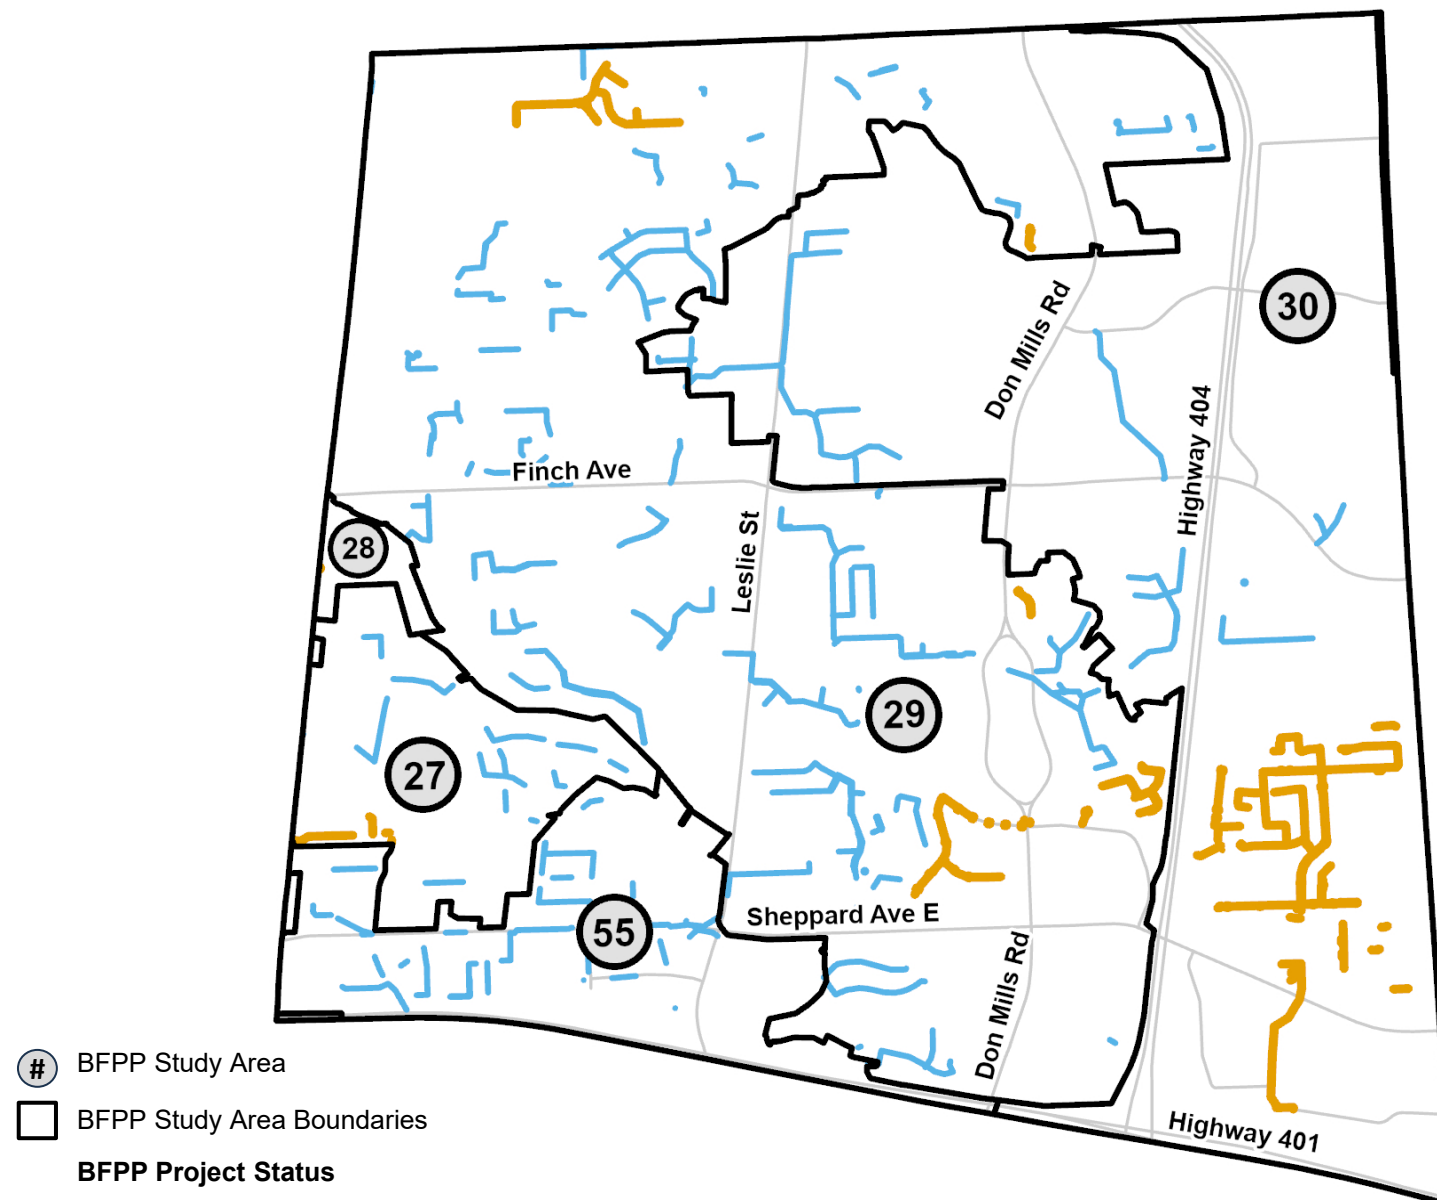 30
Don Mills Rd
Highway 404
Finch Ave
28
Leslie St
29
27
Sheppard Ave E
55
Don Mills Rd
Highway 401
# BFPP Study Area
BFPP Study Area Boundaries
BFPP Project Status